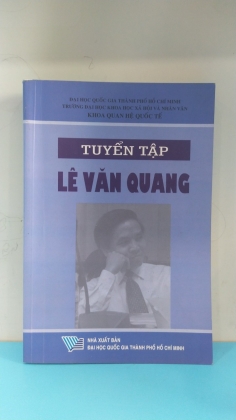 ĐẠI HỌC QUỐC GIA THÀNH PHỐ HỒ CHÍ MINH
TRƯỜNG ĐẠI HỌC KHOA HỌC XÃ HỘI VÀ NHÂN VĂN
KHOA QUAN HỆ QUỐC TẾ
TUYỂN TẬP
LÊ VĂN QUANG
NHÀ XUẤT BẢN
ĐẠI HỌC QUỐC GIA THÀNH PHỐ HỒ CHÍ MINH